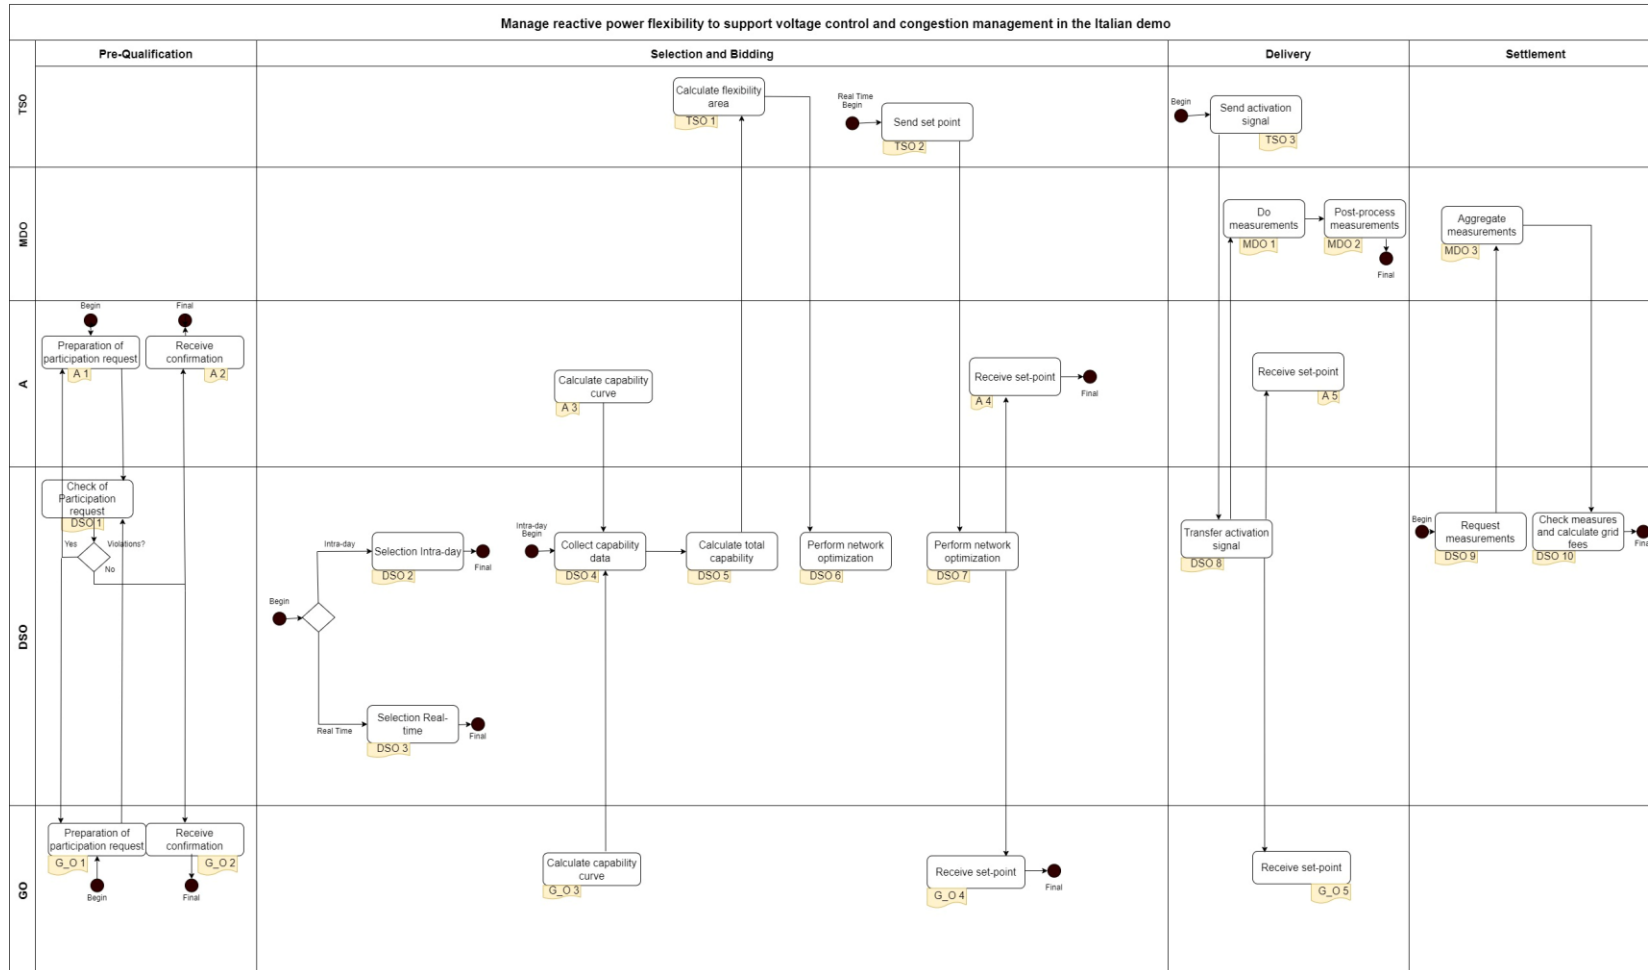 Manage reactive power flexibility to support voltage control and congestion management in the Italian demo
Pre-Qualification
Selection and Bidding
Delivery
Settlement
TSO
Calculate flexibility
area
TSO 1
Real Time
Begin
Send set point
TSO 2
Begin
Send activation
signal
TSO 3
MDO
Do
measurements
MDO 1
Post-process
measurements
MDO 2
Final
Aggregate
measurements
MDO 3
A
Begin
Preparation of
participation request
A 1
Final
Receive
confirmation
A 2
Calculate capability
curve
A 3
Receive set-point
A 4
Final
Receive set-point
A 5
DSO
Check of
Participation
request
DSO 1
Yes
Violations?
No
Begin
Intra-day
Selection Intra-day
DSO 2
Final
Real Time
Selection Real-
time
DSO 3
Final
Intra-day
Begin
Collect capability
data
DSO 4
Calculate total
capability
DSO 5
Perform network
optimization
DSO 6
Perform network
optimization
DSO 7
Transfer activation
signal
DSO 8
Begin
Request
measurements
DSO 9
Check measures
and calculate grid
fees
DSO 10
Final
GO
Preparation of
participation request
G_O 1
Begin
Receive
confirmation
G_O 2
Final
Calculate capability
curve
G_O 3
Receive set-point
G_O 4
Final
Receive set-point
G_O 5